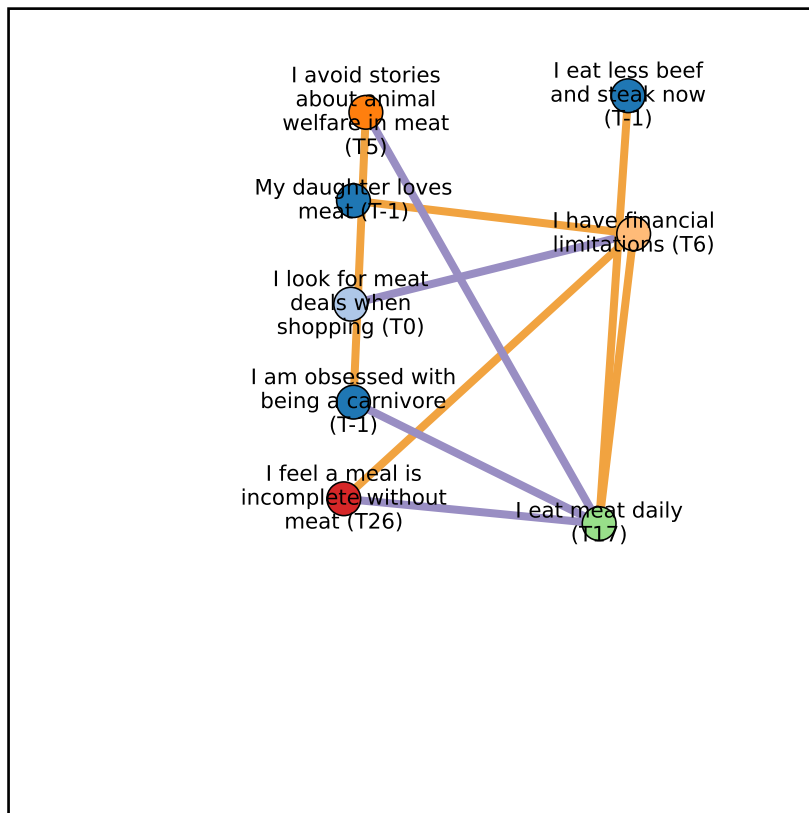 I avoid stories
about animal
welfare in meat
(T5)
I eat less beef
and steak now
(T-1)
My daughter loves
meat (T-1)
I have financial
limitations (T6)
I look for meat
deals when
shopping (T0)
I am obsessed with
being a carnivore
(T-1)
I feel a meal is
incomplete without
meat (T26)
I eat meat daily
(T17)